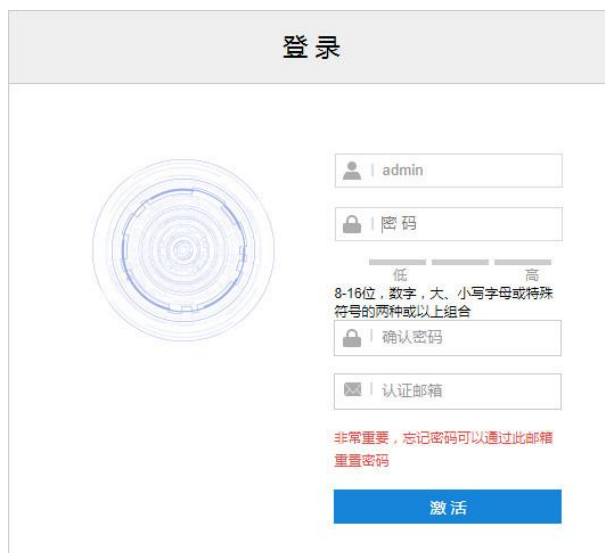 登录
admin
密码
低 高
8-16位，数字，大、小写字母或特殊
符号的两种或以上组合
确认密码
认证邮箱
非常重要，忘记密码可以通过此邮箱
重置密码
激活